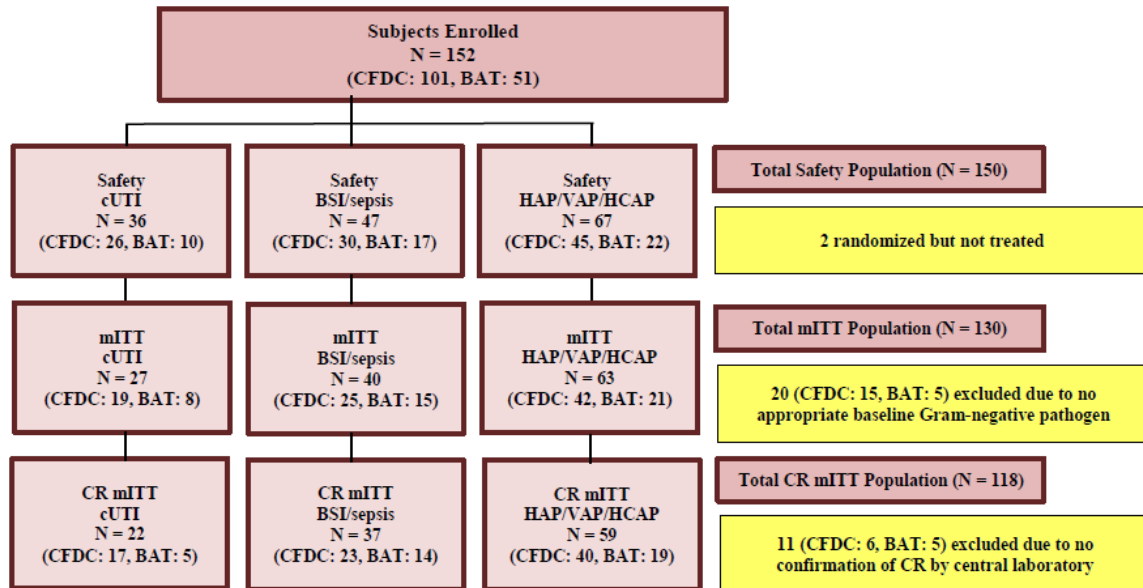 Subjects Enrolled
N = 152
(CFDC: 101, BAT: 51)
Safety
cUTI
N = 36
(CFDC: 26, BAT: 10)
Safety
BSI/sepsis
N = 47
(CFDC: 30, BAT: 17)
Safety
HAP/VAP/HCAP
N = 67
(CFDC: 45, BAT: 22)
Total Safety Population (N = 150)
2 randomized but not treated
mITT
cUTI
N = 27
(CFDC: 19, BAT: 8)
mITT
BSI/sepsis
N = 40
(CFDC: 25, BAT: 15)
mITT
HAP/VAP/HCAP
N = 63
(CFDC: 42, BAT: 21)
Total mITT Population (N = 130)
20 (CFDC: 15, BAT: 5) excluded due to no
appropriate baseline Gram-negative pathogen
CR mITT
cUTI
N = 22
(CFDC: 17, BAT: 5)
CR mITT
BSI/sepsis
N = 37
(CFDC: 23, BAT: 14)
CR mITT
HAP/VAP/HCAP
N = 59
(CFDC: 40, BAT: 19)
Total CR mITT Population (N = 118)
11 (CFDC: 6, BAT: 5) excluded due to no
confirmation of CR by central laboratory